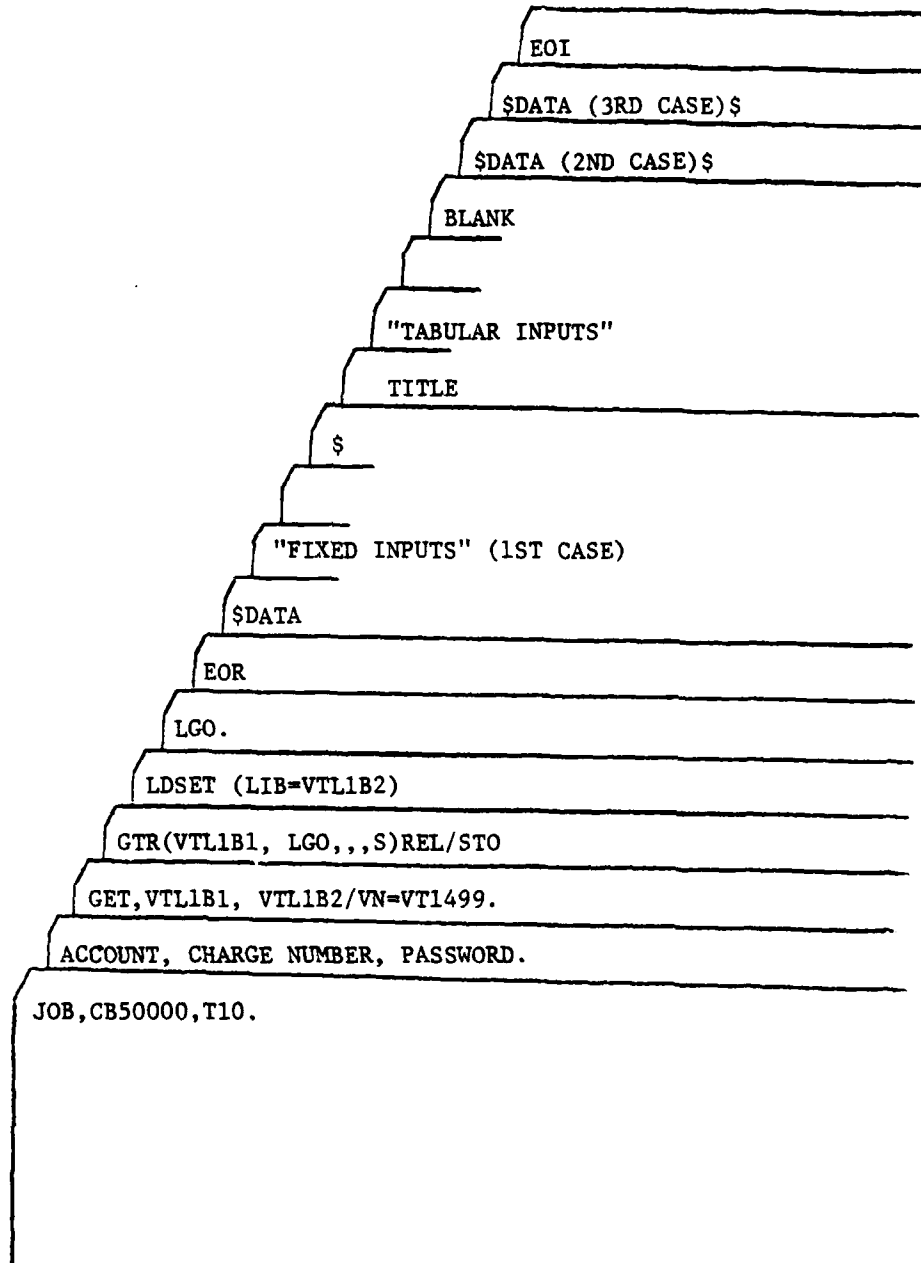 EOI
$DATA (3RD CASE)$
$DATA (2ND CASE)$
BLANK
"TABULAR INPUTS"
TITLE
$
"FIXED INPUTS" (1ST CASE)
$DATA
EOR
LGO.
LDSET (LIB=VTL1B2)
GTR(VTL1B1, LGO,,,S)REL/STO
GET,VTL1B1, VTL1B2/VN=VT1499.
ACCOUNT, CHARGE NUMBER, PASSWORD.
JOB,CB50000,T10.